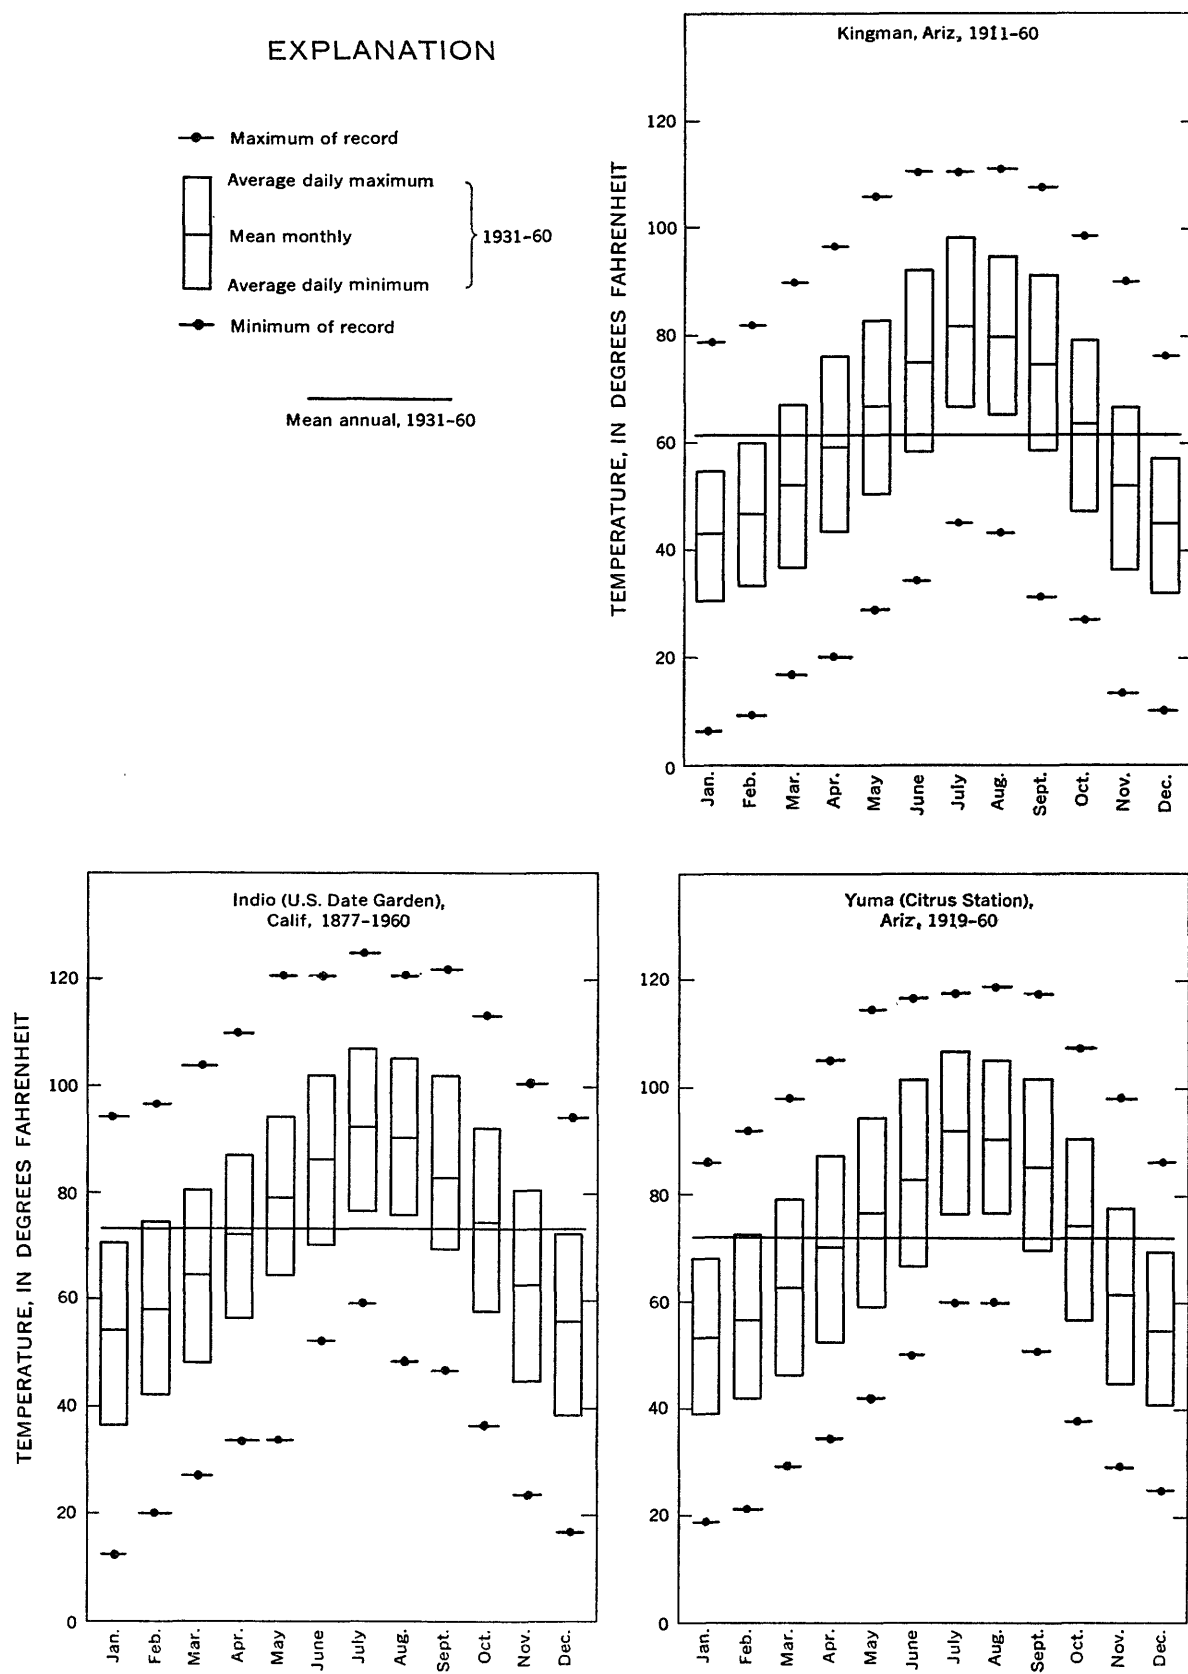 EXPLANATION
Maximum of record
Average daily maximum
Mean monthly
1931-60
Average daily minimum
Minimum of record
Mean annual, 1931-60
Kingman, Ariz., 1911-60
TEMPERATURE, IN DEGREES FAHRENHEIT
120
100
80
60
40
20
0
Jan.
Feb.
Mar.
Apr.
May
June
July
Aug.
Sept.
Oct.
Nov.
Dec.
Indio (U.S. Date Garden),
Calif, 1877-1960
TEMPERATURE, IN DEGREES FAHRENHEIT
120
100
80
60
40
20
0
Jan.
Feb.
Mar.
Apr.
May
June
July
Aug.
Sept.
Oct.
Nov.
Dec.
Yuma (Citrus Station),
Ariz., 1919-60
120
100
80
60
40
20
0
Jan.
Feb.
Mar.
Apr.
May
June
July
Aug.
Sept.
Oct.
Nov.
Dec.